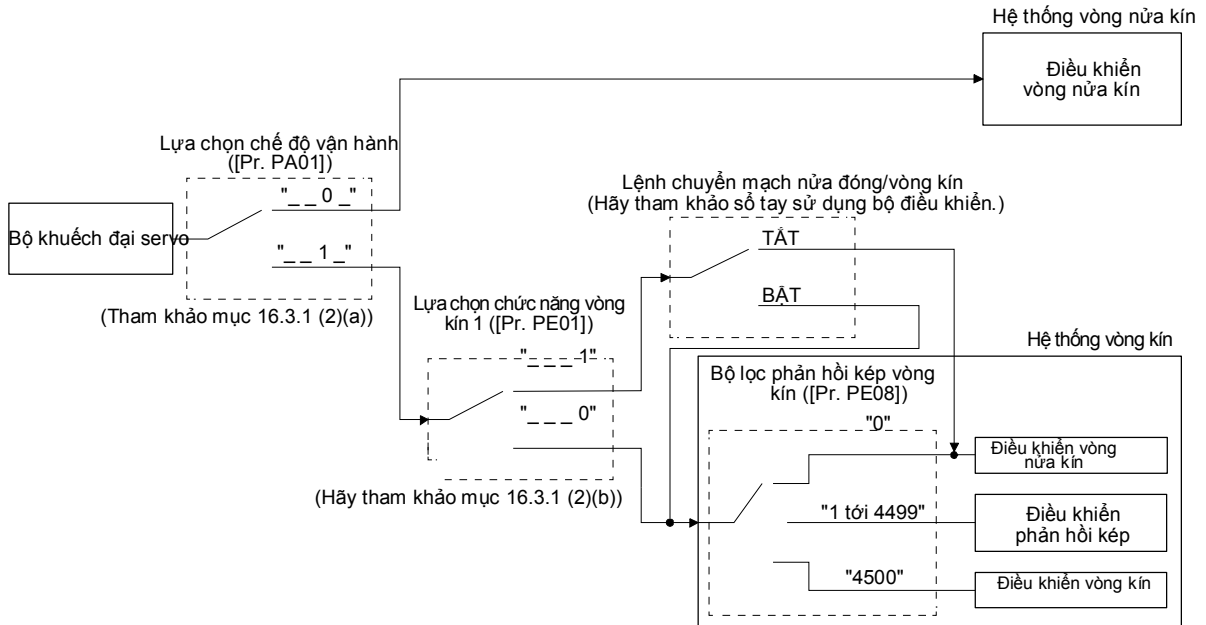 Hệ thống vòng nửa kín
Điều khiển
vòng nửa kín
Lựa chọn chế độ vận hành
([Pr. PA01])
"_ _ 0 _"
Bộ khuếch đại servo
"_ _ 1 _"
(Tham khảo mục 16.3.1 (2)(a))
Lệnh chuyển mạch nửa đóng/vòng kín
(Hãy tham khảo sổ tay sử dụng bộ điều khiển.)
TẮT
BẬT
Lựa chọn chức năng vòng
kín 1 ([Pr. PE01])
"_ _ _ 1"
"_ _ _ 0"
(Hãy tham khảo mục 16.3.1 (2)(b))
Hệ thống vòng kín
Bộ lọc phản hồi kép vòng
kín ([Pr. PE08])
"0"
Điều khiển vòng
nửa kín
"1 tới 4499"
Điều khiển
phản hồi kép
"4500"
Điều khiển vòng kín